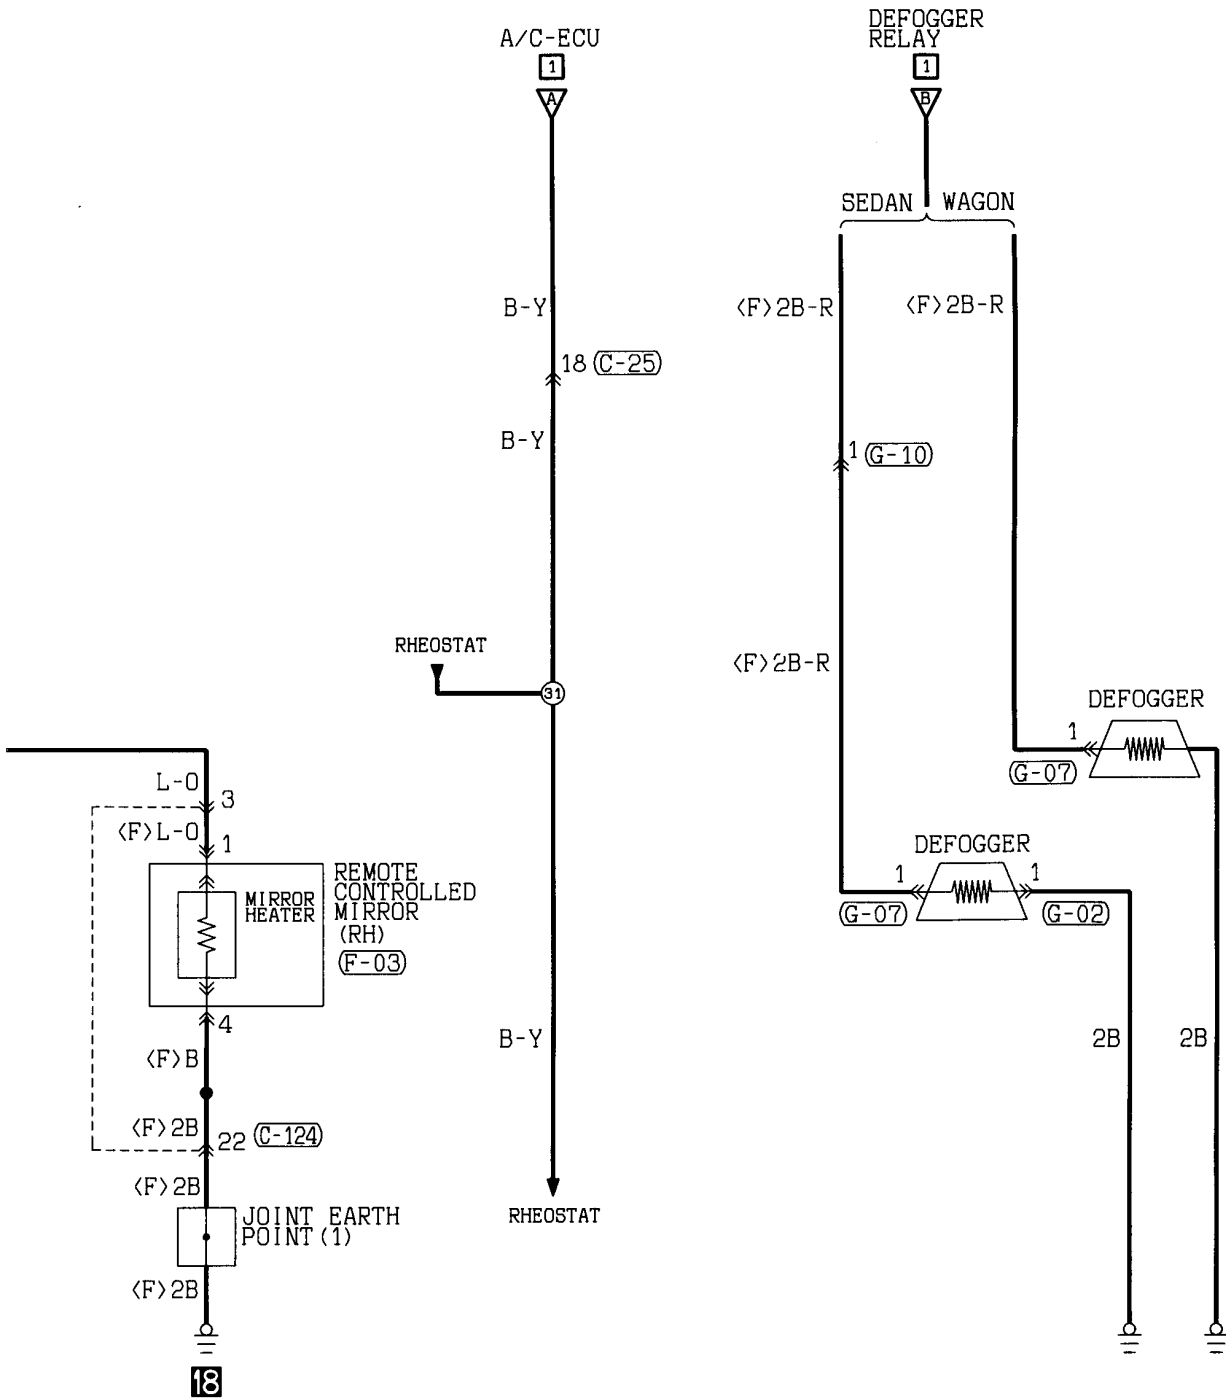 A/C-ECU
1
A
DEFOGGER
RELAY
1
B
SEDAN WAGON
B-Y
<F>2B-R
<F>2B-R
18 (C-25)
B-Y
1 (G-10)
RHEOSTAT
<F>2B-R
31
DEFOGGER
1
(G-07)
L-O
3
<F>L-O
1
DEFOGGER
1
1
(G-07)
(G-02)
MIRROR
HEATER
REMOTE
CONTROLLED
MIRROR
(RH)
(F-03)
4
B-Y
2B
2B
<F>B
<F>2B
22 (C-124)
<F>2B
JOINT EARTH
POINT (1)
RHEOSTAT
<F>2B
18